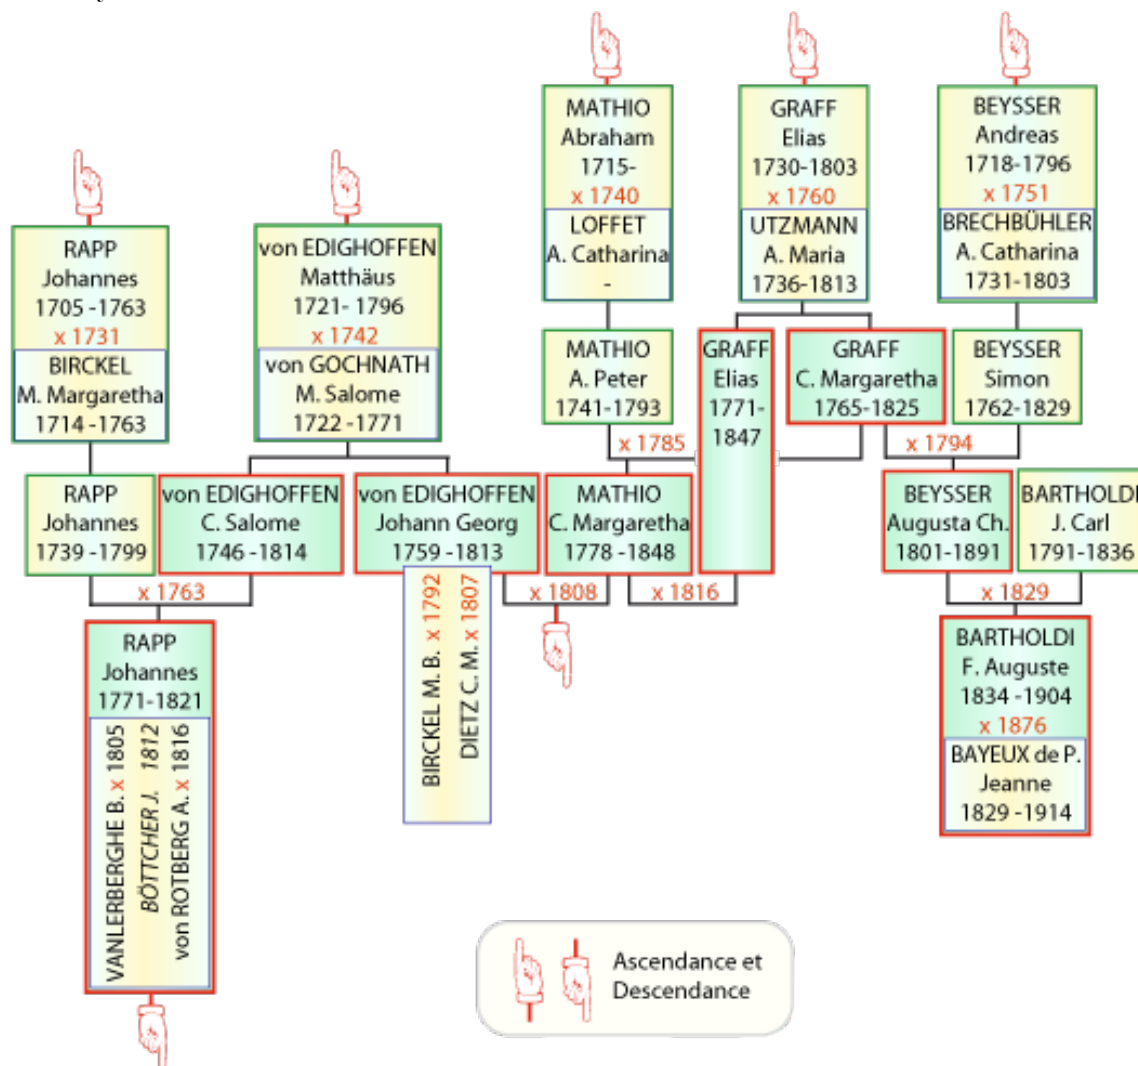 MATHIO
Abraham
1715-
x 1740
LOFFET
A. Catharina
-
GRAFF
Elias
1730-1803
x 1760
UTZMANN
A. Maria
1736-1813
BEYSSER
Andreas
1718-1796
x 1751
BRECHBÜHLER
A. Catharina
1731-1803
RAPP
Johannes
1705 -1763
x 1731
BIRCKEL
M. Margaretha
1714 -1763
von EDIGHOFFEN
Matthäus
1721- 1796
x 1742
von GOCHNATH
M. Salome
1722 -1771
MATHIO
A. Peter
1741-1793
GRAFF
Elias
1771-
1847
GRAFF
C. Margaretha
1765-1825
BEYSSER
Simon
1762-1829
x 1785
x 1794
RAPP
Johannes
1739 -1799
von EDIGHOFFEN
C. Salome
1746 -1814
von EDIGHOFFEN
Johann Georg
1759 -1813
BIRCKEL M. B. x 1792
DIETZ C. M. x 1807
MATHIO
C. Margaretha
1778 -1848
BEYSSER
Augusta Ch.
1801-1891
BARTHOLDI
J. Carl
1791-1836
x 1763
x 1808
x 1816
x 1829
RAPP
Johannes
1771-1821
VANLERBERGHE B. x 1805
BÖTTCHER J. 1812
von ROTBERG A. x 1816
BARTHOLDI
F. Auguste
1834 -1904
x 1876
BAYEUX de P.
Jeanne
1829 -1914
Ascendance et
Descendance